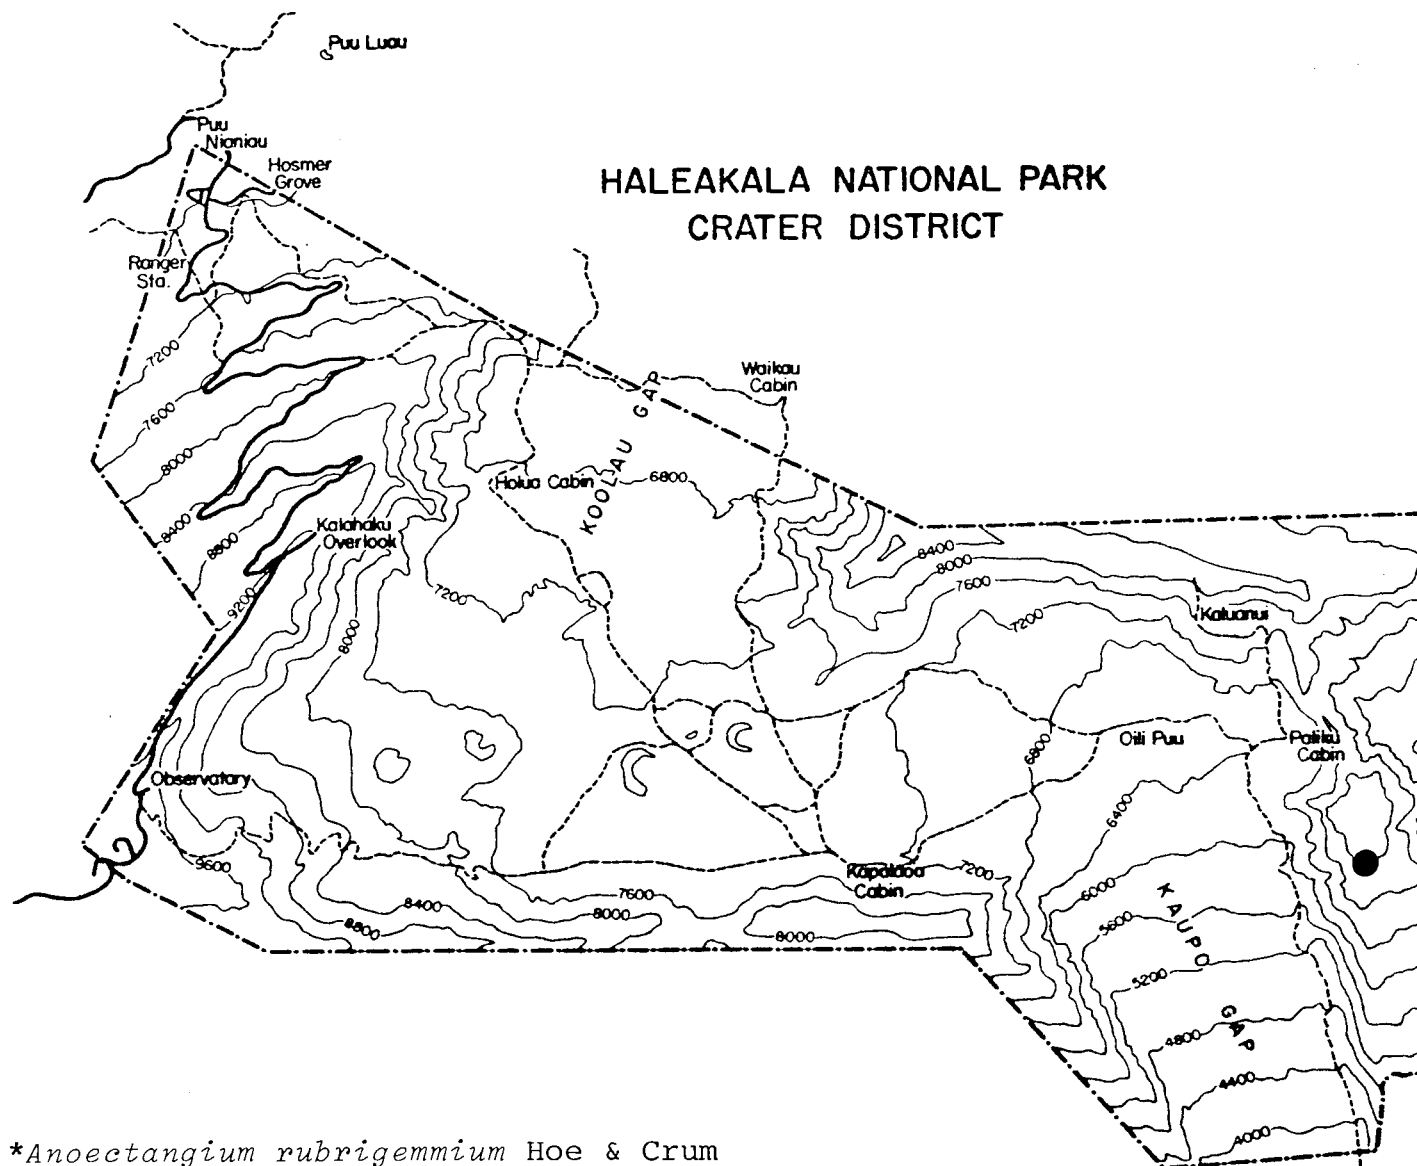 Puu Luau
Puu
Nianiau
Hosmer
Grove
HALEAKALA NATIONAL PARK
CRATER DISTRICT
Ranger
Sta.
7200
Waikau
Cabin
7600
KOOLAU GAP
8000
Holua Cabin
6800
8400
Kalahaku
Overlook
8800
8400
8000
7600
7200
9200
7200
Kaluanui
8000
6800
Oili Puu
Paliku
Cabin
Observatary
6400
9600
Kapalaoa
Cabin
7200
7600
6000
8400
8000
KAUPO GAP
8800
8000
5600
5200
4800
4400
4000
*Anoectangium rubrigemmium Hoe & Crum